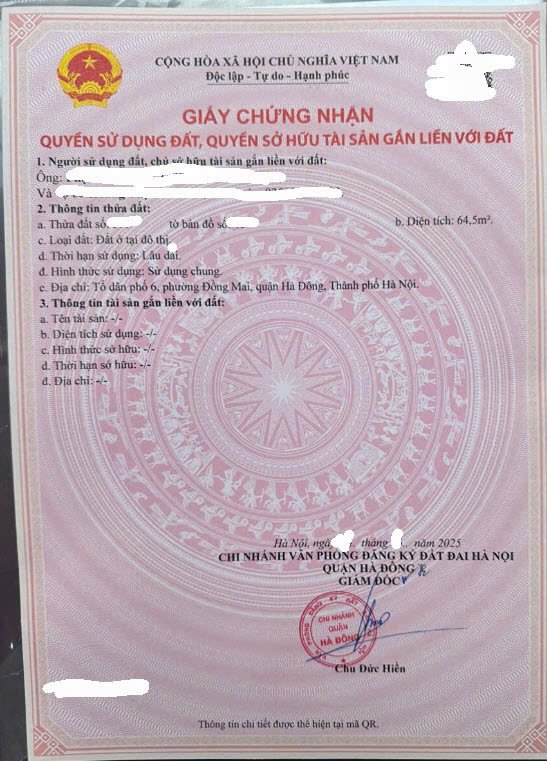 CỘNG HÒA XÃ HỘI CHỦ NGHĨA VIỆT NAM
Độc lập - Tự do - Hạnh phúc
GIẤY CHỨNG NHẬN
QUYỀN SỬ DỤNG ĐẤT, QUYỀN SỞ HỮU TÀI SẢN GẮN LIỀN VỚI ĐẤT
1. Người sử dụng đất, chủ sở hữu tài sản gắn liền với đất:
Ông:
Và
2. Thông tin thửa đất:
a. Thửa đất số: tờ bản đồ số: b. Diện tích: 64,5m².
c. Loại đất: Đất ở tại đô thị
d. Thời hạn sử dụng: Lâu dài.
đ. Hình thức sử dụng: Sử dụng chung.
e. Địa chỉ: Tổ dân phố 6, phường Đồng Mai, quận Hà Đông, Thành phố Hà Nội.
3. Thông tin tài sản gắn liền với đất:
a. Tên tài sản: -/-
b. Diện tích sử dụng: -/-
c. Hình thức sở hữu: -/-
d. Thời hạn sở hữu: -/-
đ. Địa chỉ: -/-
Hà Nội, ngày tháng năm 2025
CHI NHÁNH VĂN PHÒNG ĐĂNG KÝ ĐẤT ĐAI HÀ NỘI
QUẬN HÀ ĐÔNG
GIÁM ĐỐC
CHI NHÁNH
QUẬN
HÀ ĐÔNG
Chu Đức Hiền
Thông tin chi tiết được thể hiện tại mã QR.